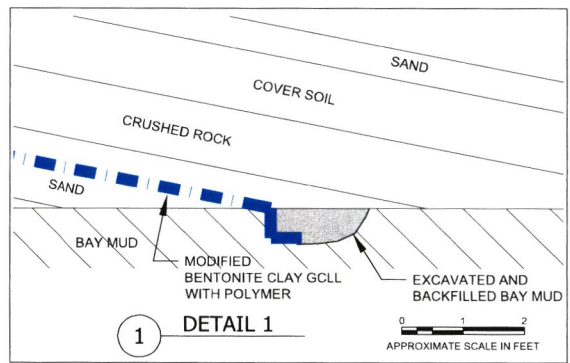 SAND
COVER SOIL
CRUSHED ROCK
SAND
BAY MUD
MODIFIED
BENTONITE CLAY GCLL
WITH POLYMER
EXCAVATED AND
BACKFILLED BAY MUD
1 DETAIL 1
0 1 2
APPROXIMATE SCALE IN FEET